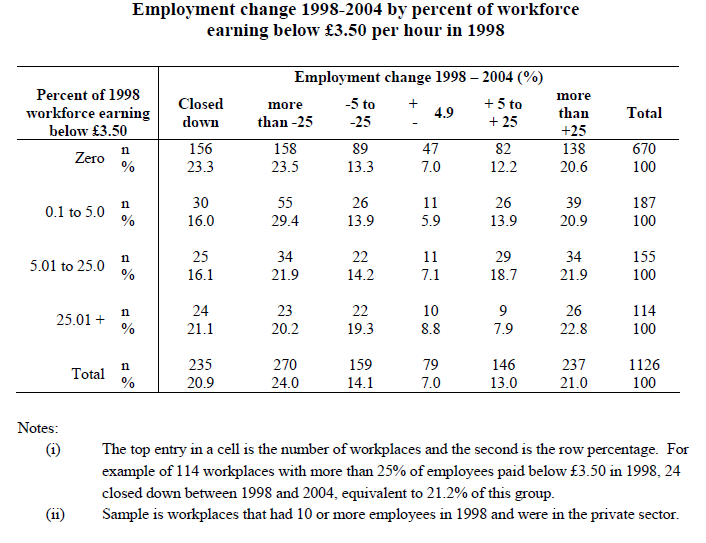 Employment change 1998-2004 by percent of workforce
earning below £3.50 per hour in 1998
Employment change 1998 – 2004 (%)
Percent of 1998 workforce earning below £3.50 Closed down more than -25 -5 to -25 + - 4.9 + 5 to + 25 more than +25 Total
Zero n 156 158 89 47 82 138 670
% 23.3 23.5 13.3 7.0 12.2 20.6 100
0.1 to 5.0 n 30 55 26 11 26 39 187
% 16.0 29.4 13.9 5.9 13.9 20.9 100
5.01 to 25.0 n 25 34 22 11 29 34 155
% 16.1 21.9 14.2 7.1 18.7 21.9 100
25.01 + n 24 23 22 10 9 26 114
% 21.1 20.2 19.3 8.8 7.9 22.8 100
Total n 235 270 159 79 146 237 1126
% 20.9 24.0 14.1 7.0 13.0 21.0 100
Notes:
(i) The top entry in a cell is the number of workplaces and the second is the row percentage. For
example of 114 workplaces with more than 25% of employees paid below £3.50 in 1998, 24
closed down between 1998 and 2004, equivalent to 21.2% of this group.
(ii) Sample is workplaces that had 10 or more employees in 1998 and were in the private sector.